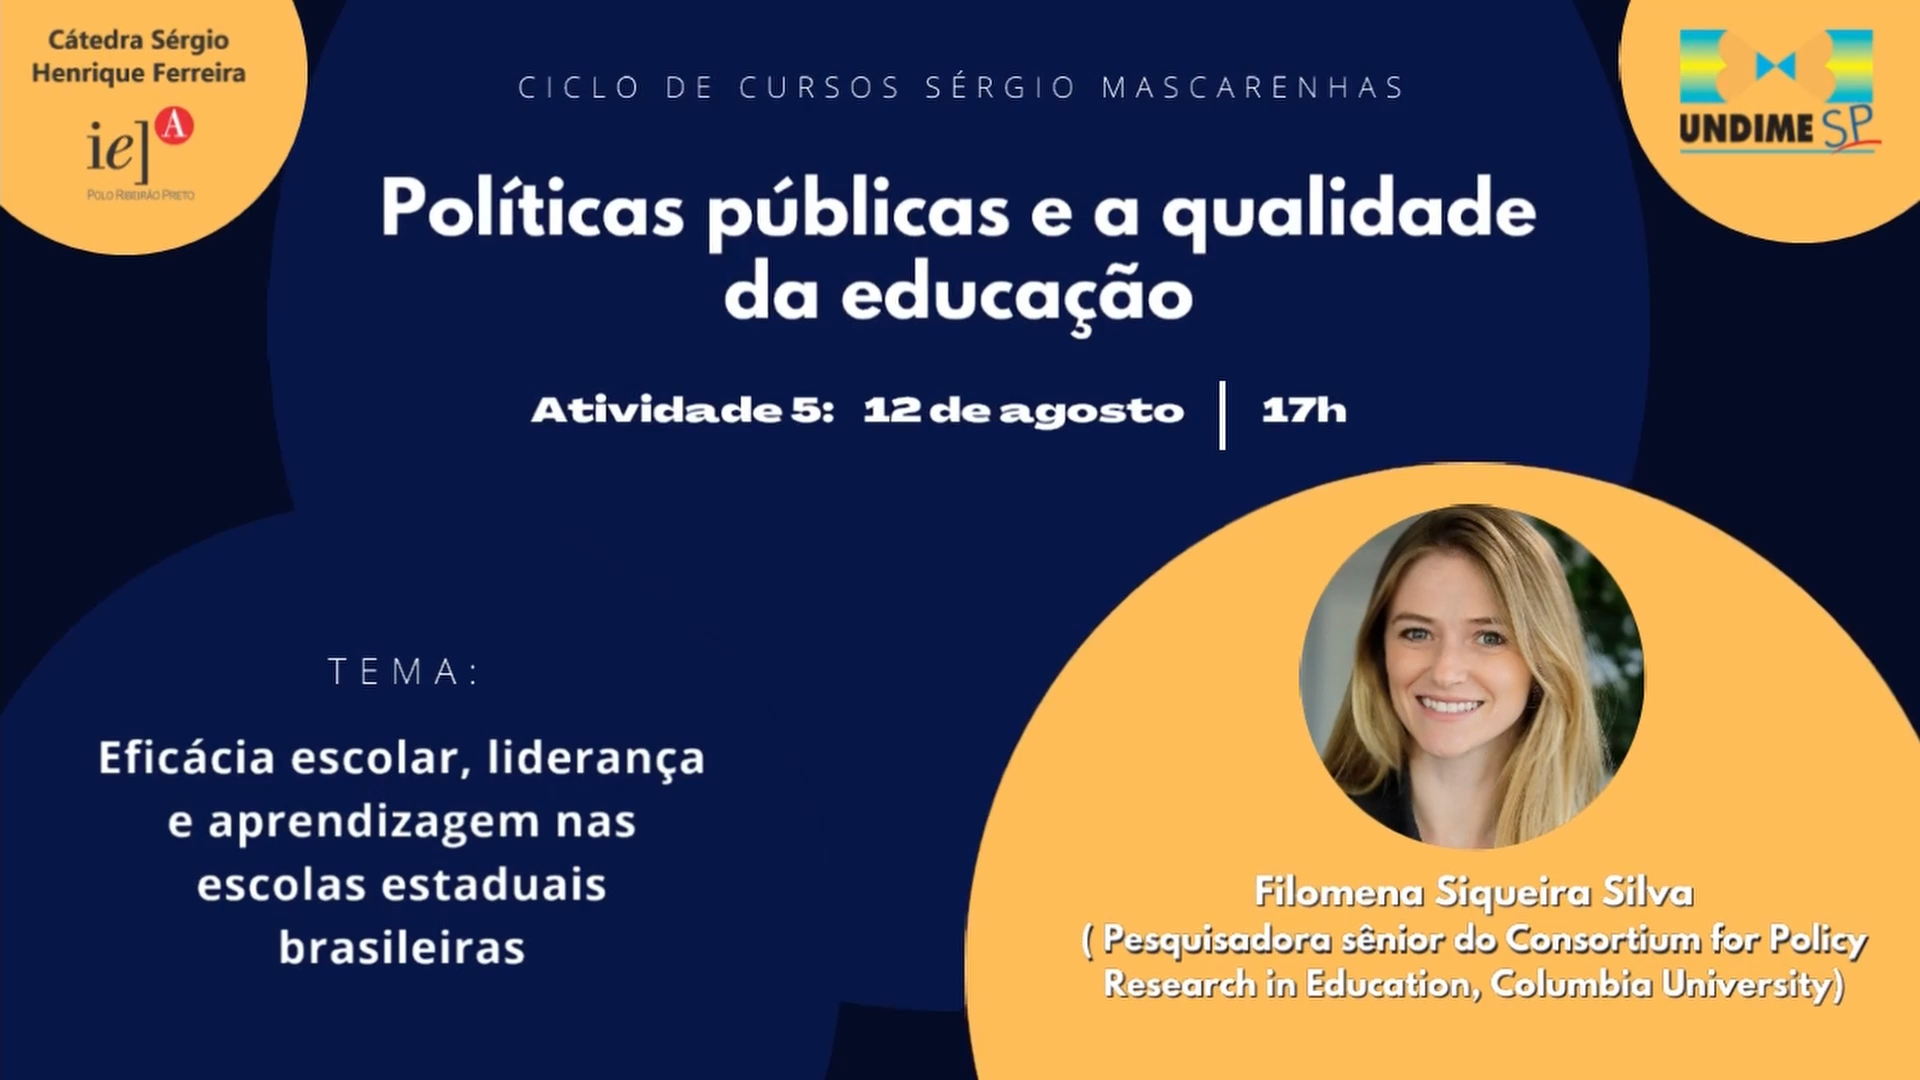 Cátedra Sérgio
Henrique Ferreira
ie]A
POLO RIBEIRÃO PRETO
UNDIME SP
CICLO DE CURSOS SÉRGIO MASCARENHAS
Políticas públicas e a qualidade
da educação
Atividade 5: 12 de agosto | 17h
TEMA:
Eficácia escolar, liderança
e aprendizagem nas
escolas estaduais
brasileiras
Filomena Siqueira Silva
( Pesquisadora sênior do Consortium for Policy
Research in Education, Columbia University)